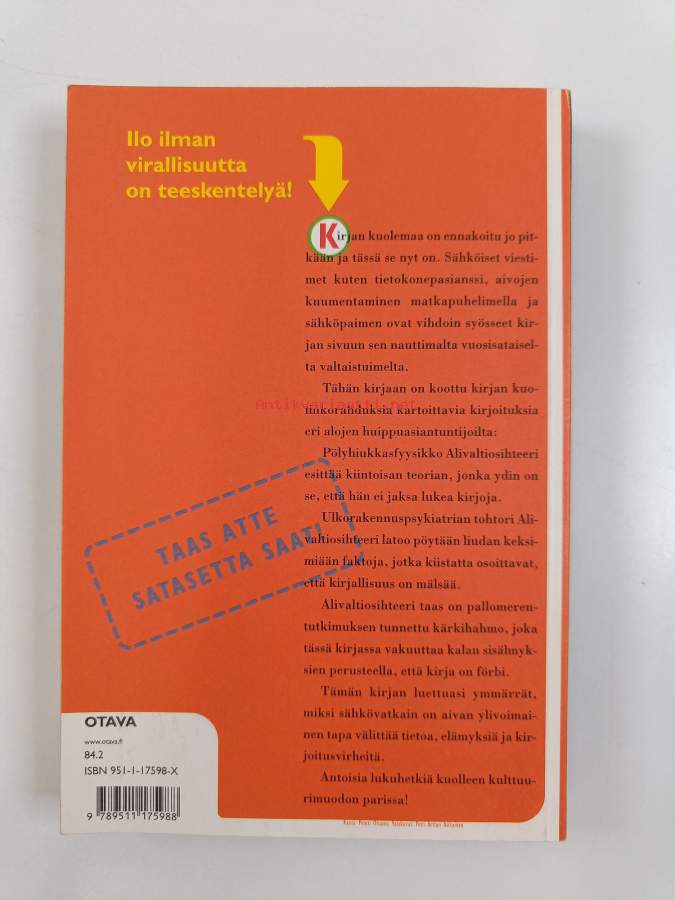 Ilo ilman
virallisuutta
on teeskentelyä!
Kirjan kuolemaa on ennakoitu jo pit-
kään ja tässä se nyt on. Sähköiset viesti-
met kuten tietokonepasianssi, aivojen
kuumentaminen matkapuhelimella ja
sähköpaimen ovat vihdoin syösseet kir-
jan sivuun sen nauttimalta vuosisataisel-
ta valtaistuimelta.
Tähän kirjaan on koottu kirjan kuo-
linkorahduksia kartoittavia kirjoituksia
Antikvariaatti.net
eri alojen huippuasiantuntijoilta:
Pölyhiukkasfyysikko Alivaltiosihteeri
esittää kiintoisan teorian, jonka ydin on
se, että hän ei jaksa lukea kirjoja.
Ulkorakennuspsykiatrian tohtori Ali-
valtiosihteeri latoo pöytään liudan keksi-
miään faktoja, jotka kiistatta osoittavat,
että kirjallisuus on mälsää.
Alivaltiosihteeri taas on pallomeren-
tutkimuksen tunnettu kärkihahmo, joka
tässä kirjassa vakuuttaa kalan sisälmyk-
sien perusteella, että kirja on förbi.
Tämän kirjan luettuasi ymmärrät,
miksi sähkövatkain on aivan ylivoimai-
nen tapa välittää tietoa, elämyksiä ja kir-
joitusvirheitä.
Antoisia lukuhetkiä kuolleen kulttuu-
rimuodon parissa!
TAAS ATTE
SATASETTA SAAT!
OTAVA
www.otava.fi
84.2
ISBN 951-1-17598-X
9 789511 175988